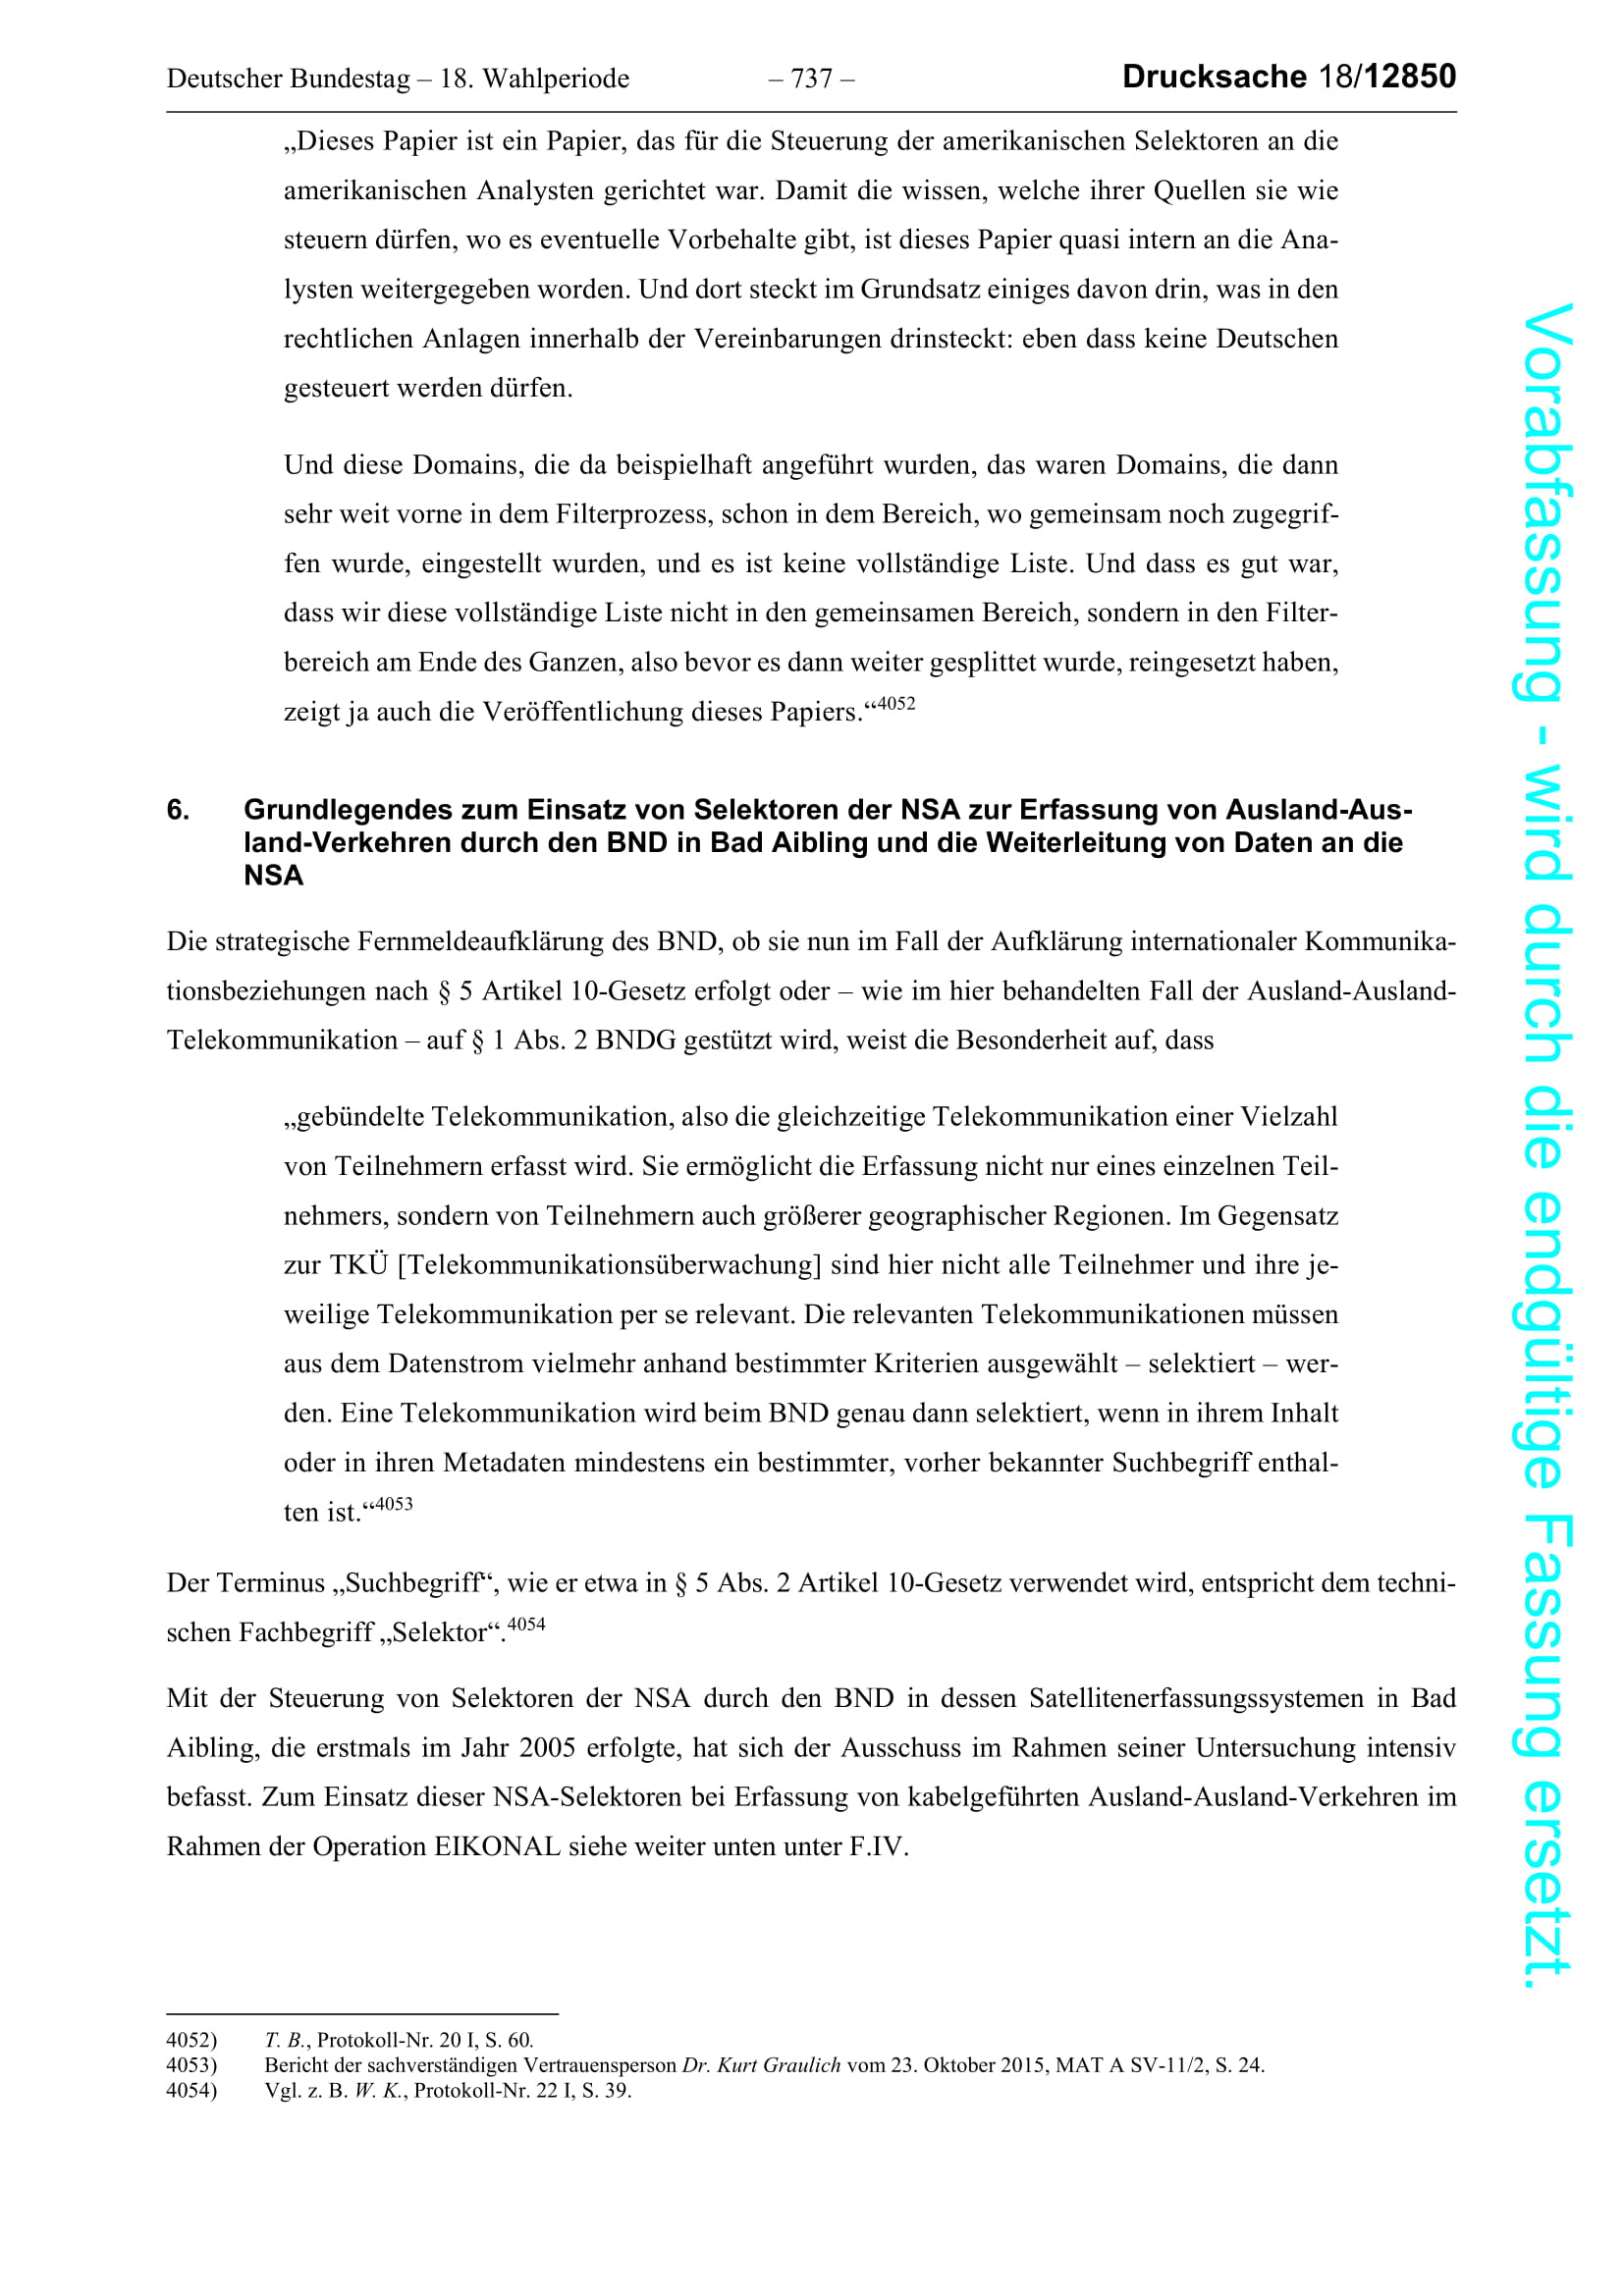 Deutscher Bundestag – 18. Wahlperiode – 737 – Drucksache 18/12850
„Dieses Papier ist ein Papier, das für die Steuerung der amerikanischen Selektoren an die
amerikanischen Analysten gerichtet war. Damit die wissen, welche ihrer Quellen sie wie
steuern dürfen, wo es eventuelle Vorbehalte gibt, ist dieses Papier quasi intern an die Ana-
lysten weitergegeben worden. Und dort steckt im Grundsatz einiges davon drin, was in den
rechtlichen Anlagen innerhalb der Vereinbarungen drinsteckt: eben dass keine Deutschen
gesteuert werden dürfen.
Und diese Domains, die da beispielhaft angeführt wurden, das waren Domains, die dann
sehr weit vorne in dem Filterprozess, schon in dem Bereich, wo gemeinsam noch zugegrif-
fen wurde, eingestellt wurden, und es ist keine vollständige Liste. Und dass es gut war,
dass wir diese vollständige Liste nicht in den gemeinsamen Bereich, sondern in den Filter-
bereich am Ende des Ganzen, also bevor es dann weiter gesplittet wurde, reingesetzt haben,
zeigt ja auch die Veröffentlichung dieses Papiers.“4052
6. Grundlegendes zum Einsatz von Selektoren der NSA zur Erfassung von Ausland-Aus-
land-Verkehren durch den BND in Bad Aibling und die Weiterleitung von Daten an die
NSA
Die strategische Fernmeldeaufklärung des BND, ob sie nun im Fall der Aufklärung internationaler Kommunika-
tionsbeziehungen nach § 5 Artikel 10-Gesetz erfolgt oder – wie im hier behandelten Fall der Ausland-Ausland-
Telekommunikation – auf § 1 Abs. 2 BNDG gestützt wird, weist die Besonderheit auf, dass
„gebündelte Telekommunikation, also die gleichzeitige Telekommunikation einer Vielzahl
von Teilnehmern erfasst wird. Sie ermöglicht die Erfassung nicht nur eines einzelnen Teil-
nehmers, sondern von Teilnehmern auch größerer geographischer Regionen. Im Gegensatz
zur TKÜ [Telekommunikationsüberwachung] sind hier nicht alle Teilnehmer und ihre je-
weilige Telekommunikation per se relevant. Die relevanten Telekommunikationen müssen
aus dem Datenstrom vielmehr anhand bestimmter Kriterien ausgewählt – selektiert – wer-
den. Eine Telekommunikation wird beim BND genau dann selektiert, wenn in ihrem Inhalt
oder in ihren Metadaten mindestens ein bestimmter, vorher bekannter Suchbegriff enthal-
ten ist.“4053
Der Terminus „Suchbegriff“, wie er etwa in § 5 Abs. 2 Artikel 10-Gesetz verwendet wird, entspricht dem techni-
schen Fachbegriff „Selektor“.4054
Mit der Steuerung von Selektoren der NSA durch den BND in dessen Satellitenerfassungssystemen in Bad
Aibling, die erstmals im Jahr 2005 erfolgte, hat sich der Ausschuss im Rahmen seiner Untersuchung intensiv
befasst. Zum Einsatz dieser NSA-Selektoren bei Erfassung von kabelgeführten Ausland-Ausland-Verkehren im
Rahmen der Operation EIKONAL siehe weiter unten unter F.IV.
4052) T. B., Protokoll-Nr. 20 I, S. 60.
4053) Bericht der sachverständigen Vertrauensperson Dr. Kurt Graulich vom 23. Oktober 2015, MAT A SV-11/2, S. 24.
4054) Vgl. z. B. W. K., Protokoll-Nr. 22 I, S. 39.
Vorabfassung - wird durch die endgültige Fassung ersetzt.